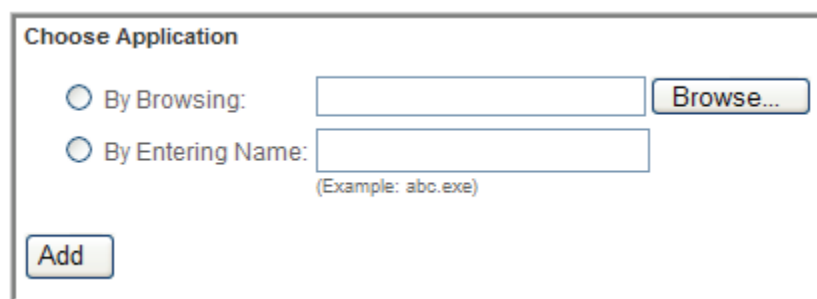 Choose Application
By Browsing: Browse...
By Entering Name:
(Example: abc.exe)
Add